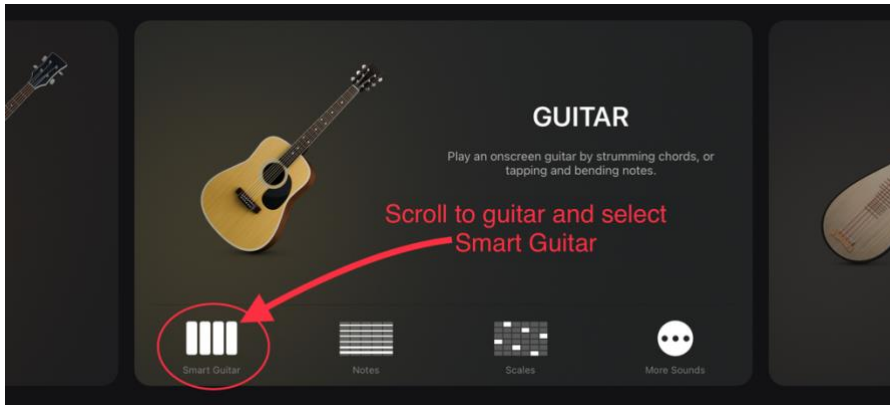 GUITAR
Play an onscreen guitar by strumming chords, or
tapping and bending notes.
Scroll to guitar and select
Smart Guitar
Smart Guitar
Notes
Scales
More Sounds